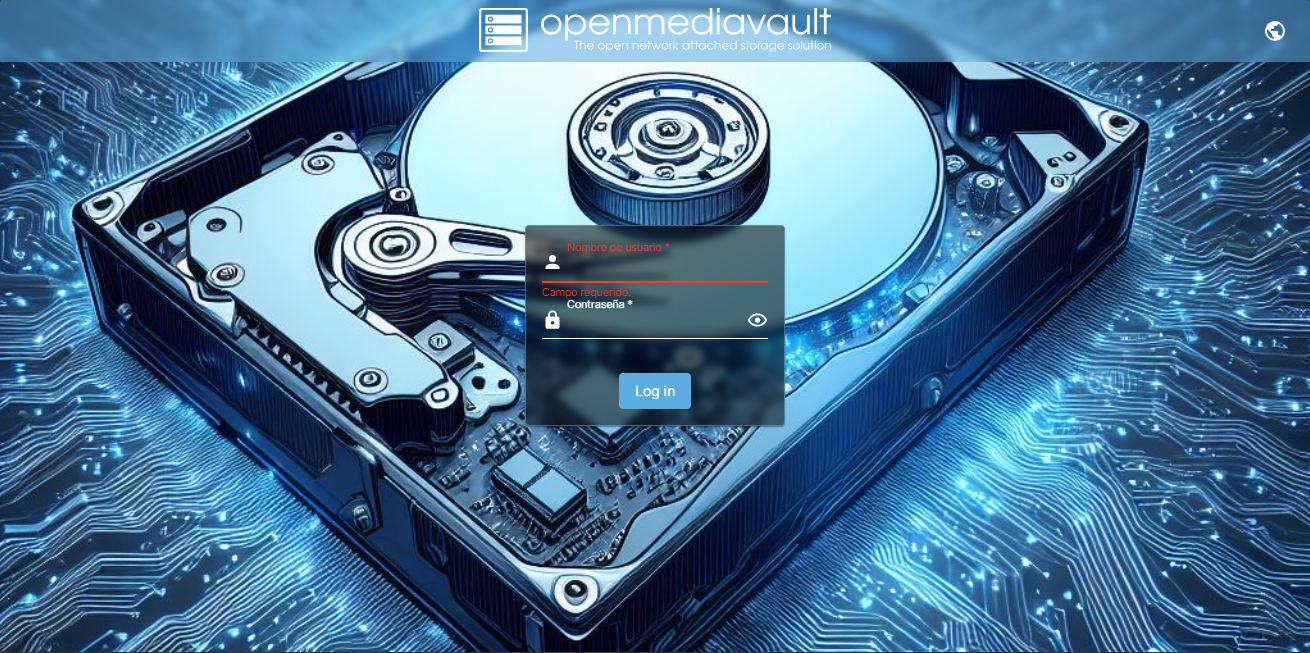 openmediavault
The open network attached storage solution
Nombre de usuario *
Campo requerido.
Contraseña *
Log in